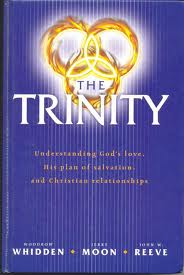 THE
TRINITY
Understanding God's love,
His plan of salvation,
and Christian relationships
WOODROW JERRY JOHN W.
WHIDDEN • MOON • REEVE